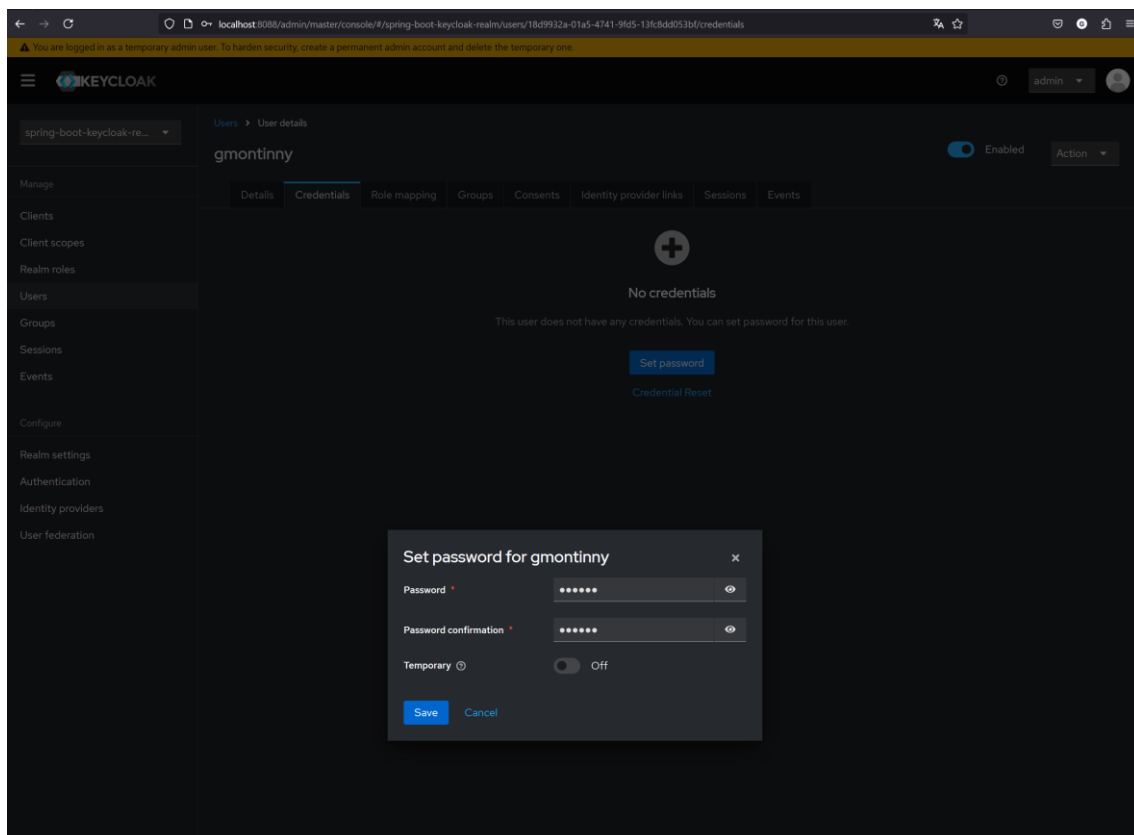 localhost:8088/admin/master/console/#/spring-boot-keycloak-realm/users/18d9932a-01a5-4741-9fd5-13fc8dd053bf/credentials
You are logged in as a temporary admin user. To harden security, create a permanent admin account and delete the temporary one.
KEYCLOAK
admin
spring-boot-keycloak-re...
Users > User details
gmontinny
Enabled
Action
Manage
Details Credentials Role mapping Groups Consents Identity provider links Sessions Events
Clients
Client scopes
Realm roles
Users
Groups
Sessions
Events
Configure
Realm settings
Authentication
Identity providers
User federation
No credentials
This user does not have any credentials. You can set password for this user.
Set password
Credential Reset
Set password for gmontinny
Password *
••••••
Password confirmation *
••••••
Temporary
Off
Save Cancel